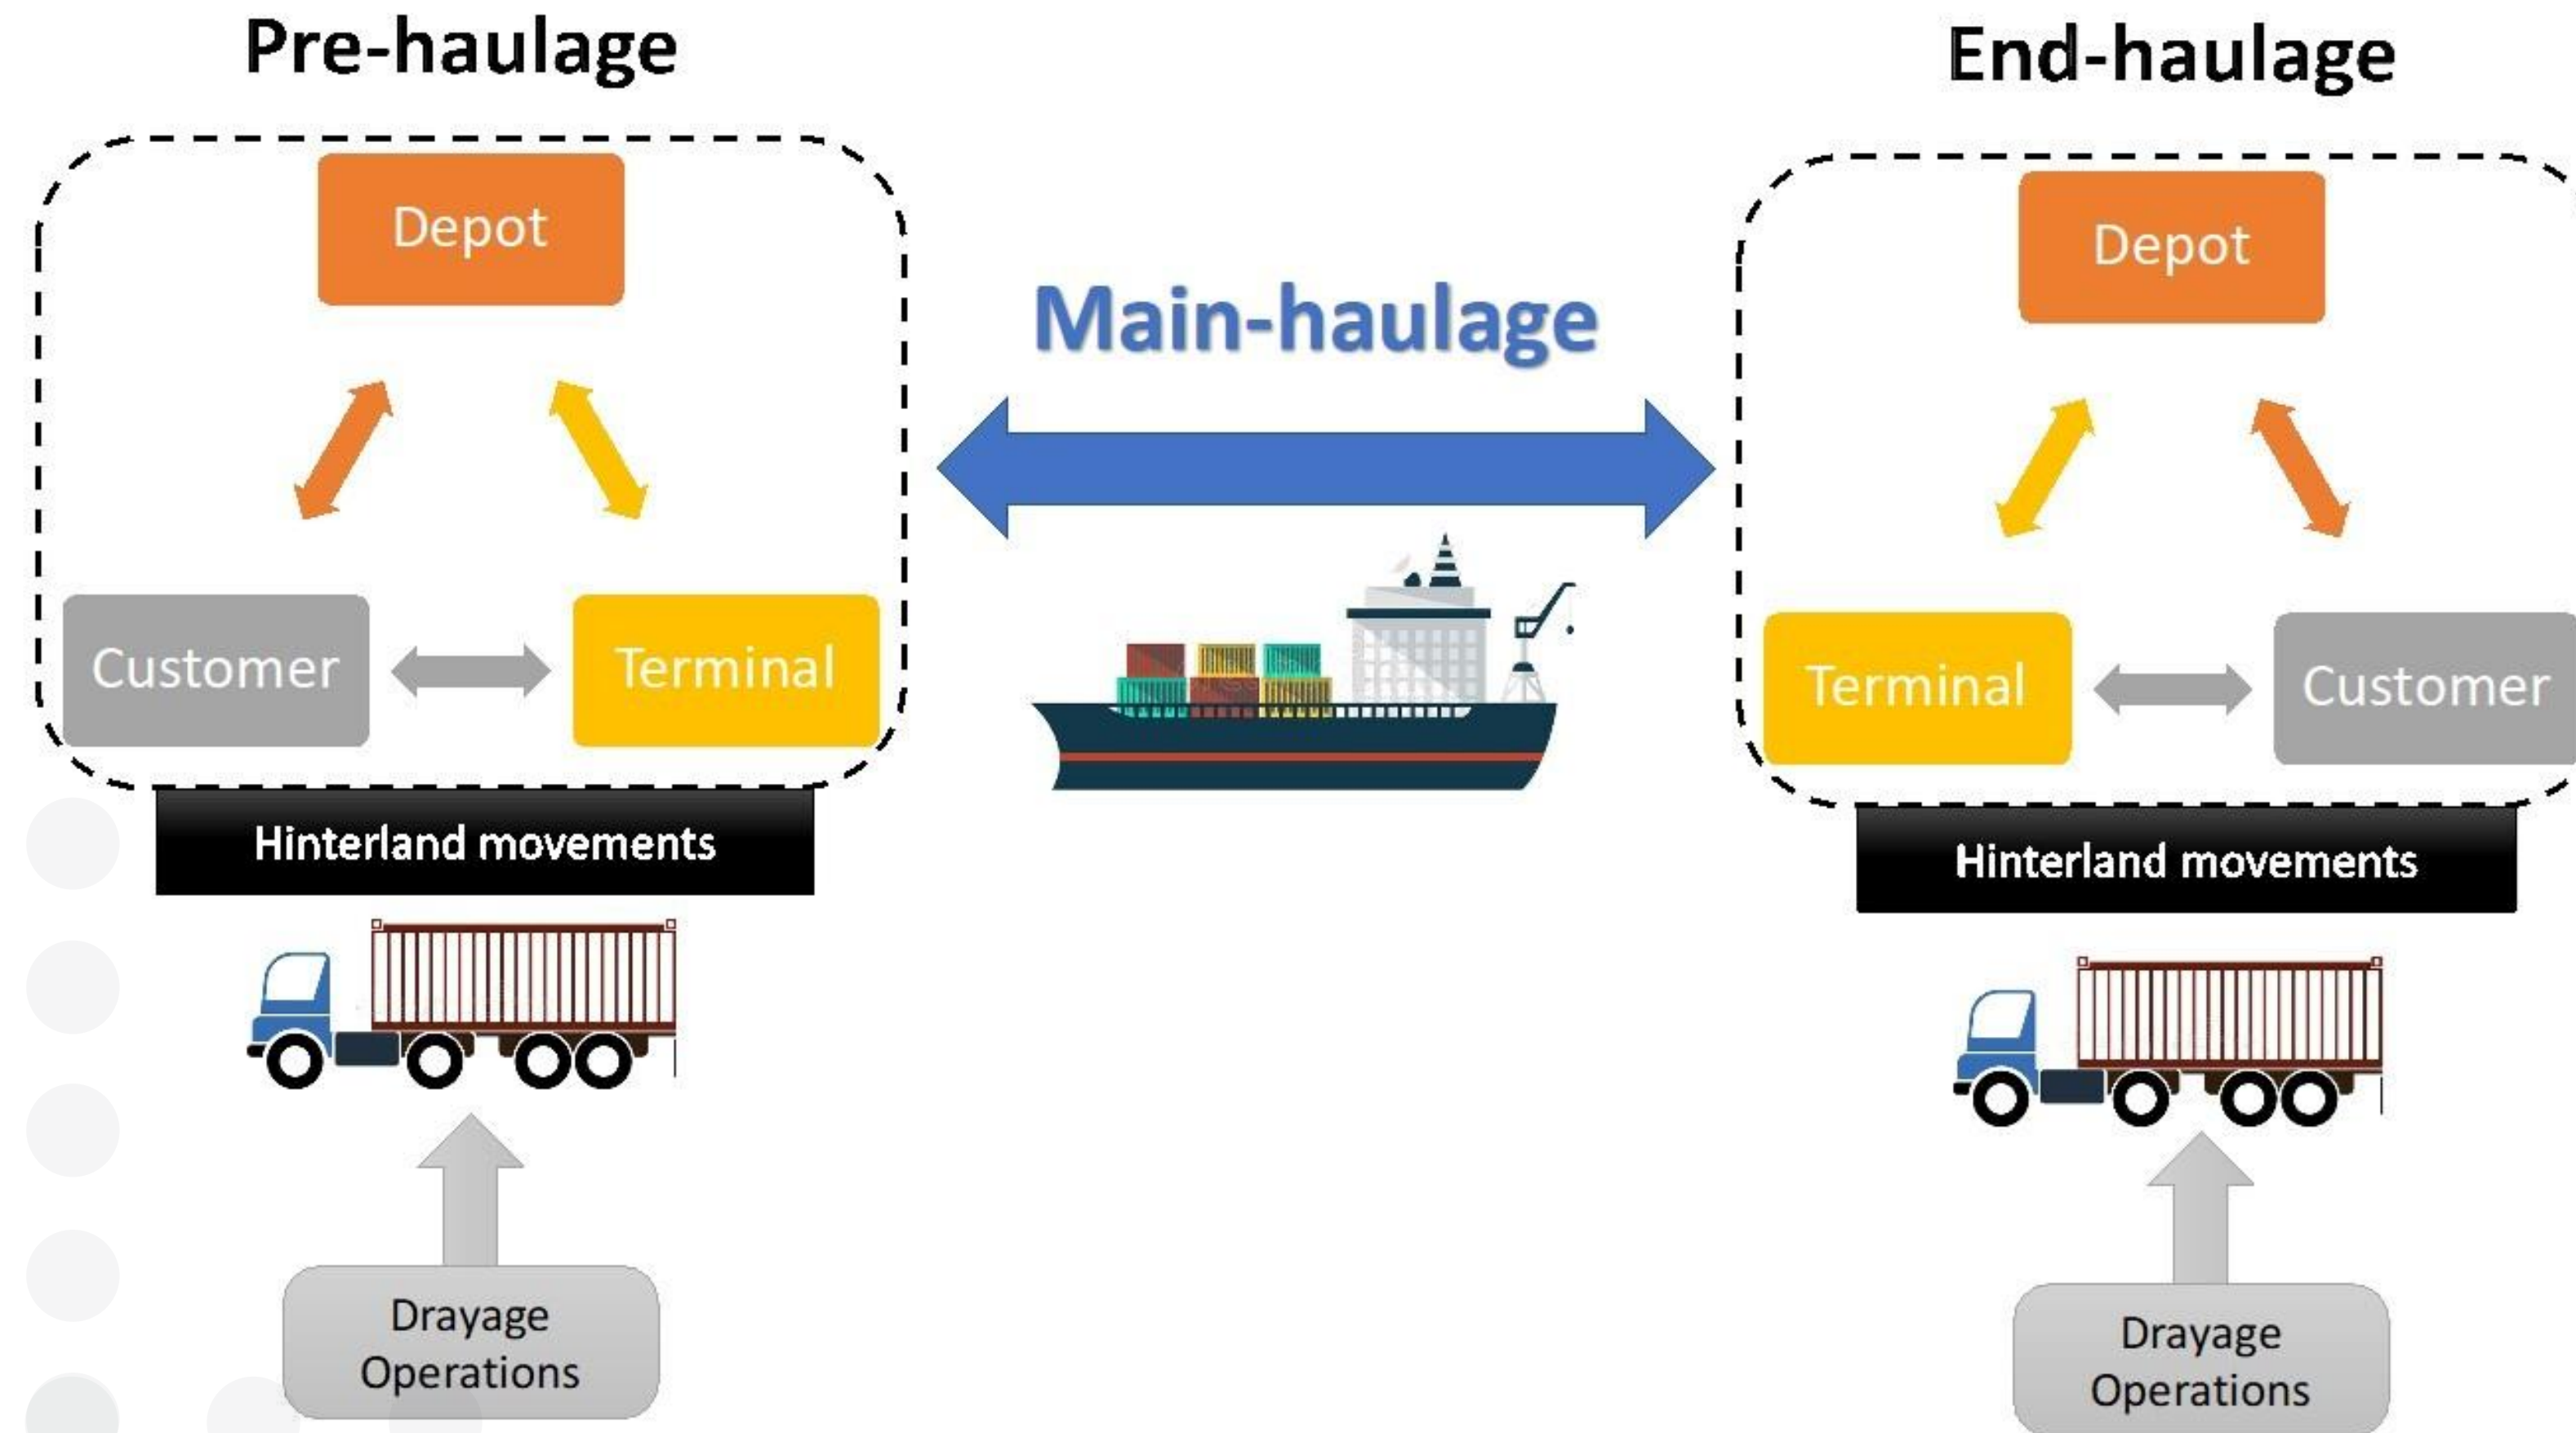 Pre-haulage
End-haulage
Depot
Depot
Main-haulage
Customer
Terminal
Terminal
Customer
Hinterland movements
Hinterland movements
Drayage
Operations
Drayage
Operations